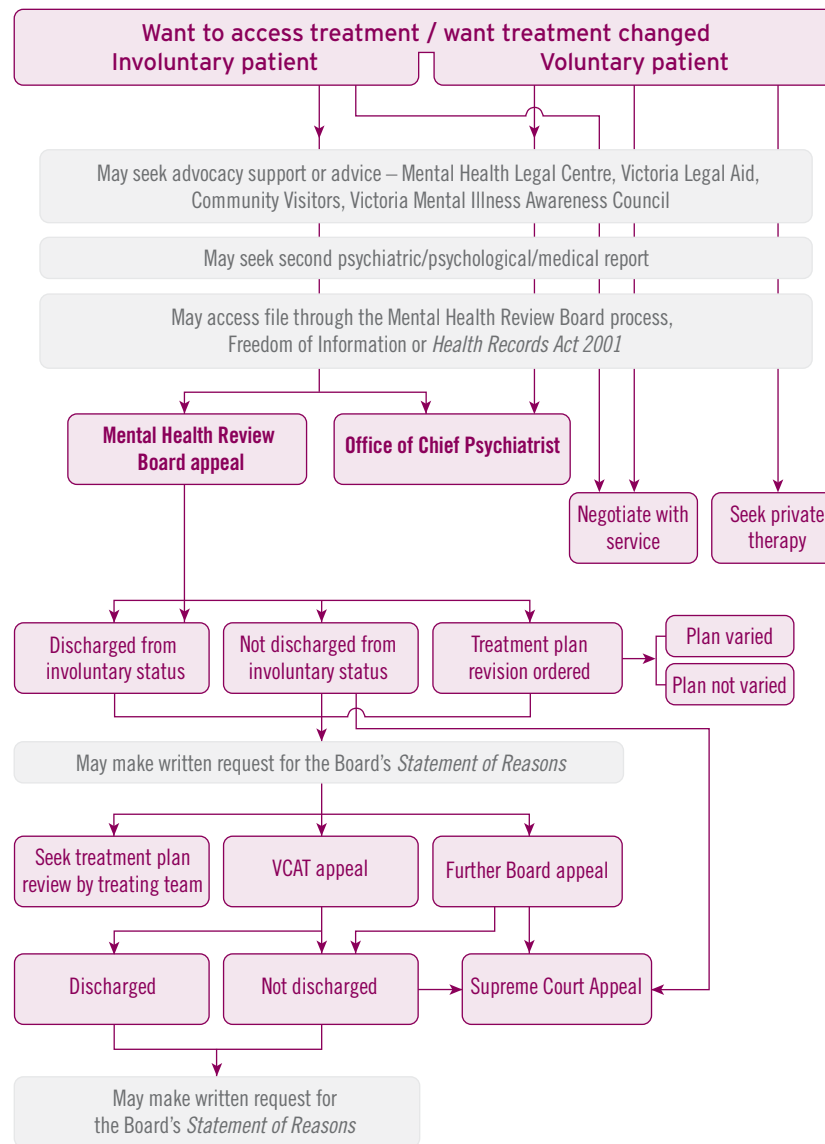 Want to access treatment / want treatment changed
Involuntary patient
Voluntary patient
May seek advocacy support or advice – Mental Health Legal Centre, Victoria Legal Aid,
Community Visitors, Victoria Mental Illness Awareness Council
May seek second psychiatric/psychological/medical report
May access file through the Mental Health Review Board process,
Freedom of Information or Health Records Act 2001
Mental Health Review
Board appeal
Office of Chief Psychiatrist
Negotiate with
service
Seek private
therapy
Discharged from
involuntary status
Not discharged from
involuntary status
Treatment plan
revision ordered
Plan varied
Plan not varied
May make written request for the Board's Statement of Reasons
Seek treatment plan
review by treating team
VCAT appeal
Further Board appeal
Discharged
Not discharged
Supreme Court Appeal
May make written request for
the Board's Statement of Reasons